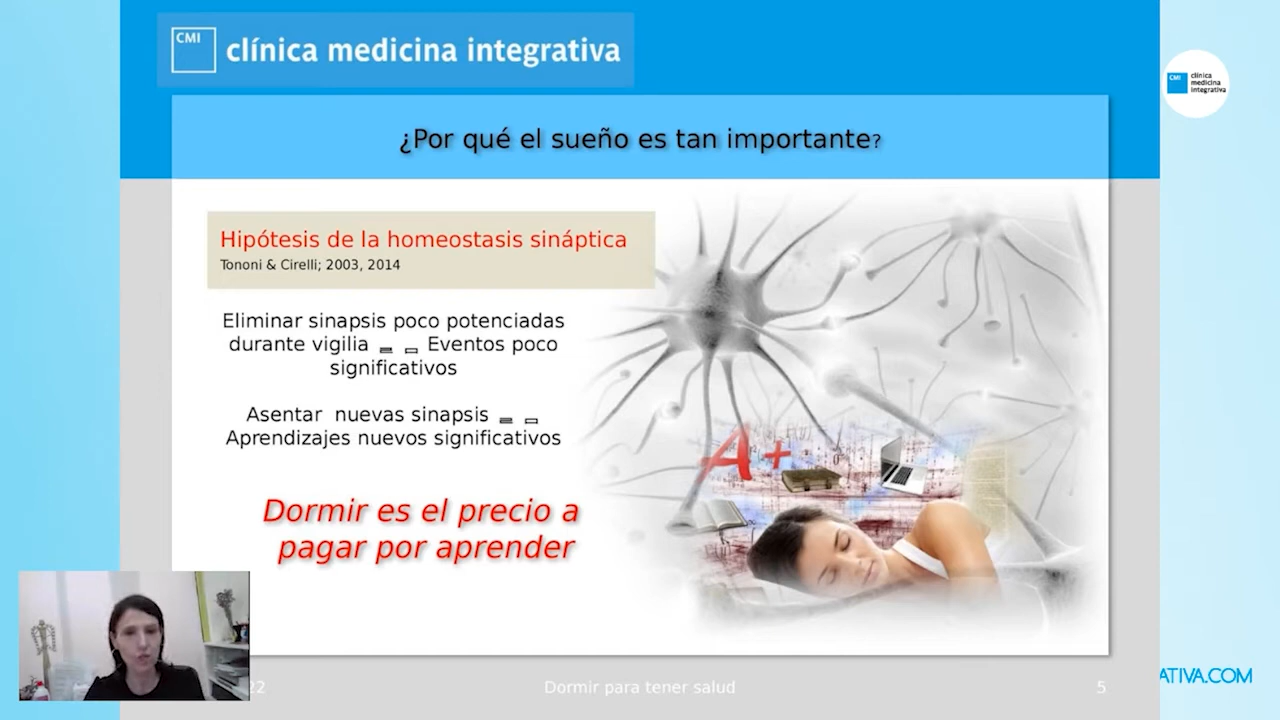 CMI clínica medicina integrativa
CMI
clínica
medicina
integrativa
¿Por qué el sueño es tan importante?
Hipótesis de la homeostasis sináptica
Tononi & Cirelli; 2003, 2014
Eliminar sinapsis poco potenciadas
durante vigilia Eventos poco
significativos
Asentar nuevas sinapsis
Aprendizajes nuevos significativos
A+
Dormir es el precio a
pagar por aprender
22
Dormir para tener salud
5
ATIVA.COM